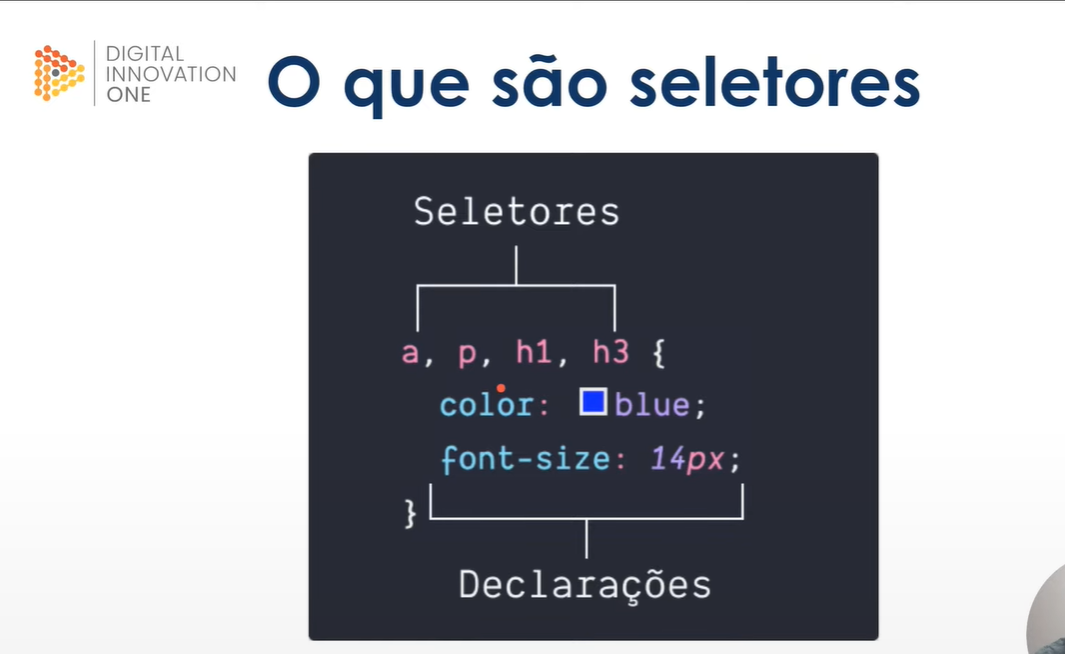 DIGITAL
INNOVATION
ONE
O que são seletores
Seletores
a, p, h1, h3 {
color: blue;
font-size: 14px;
}
Declarações